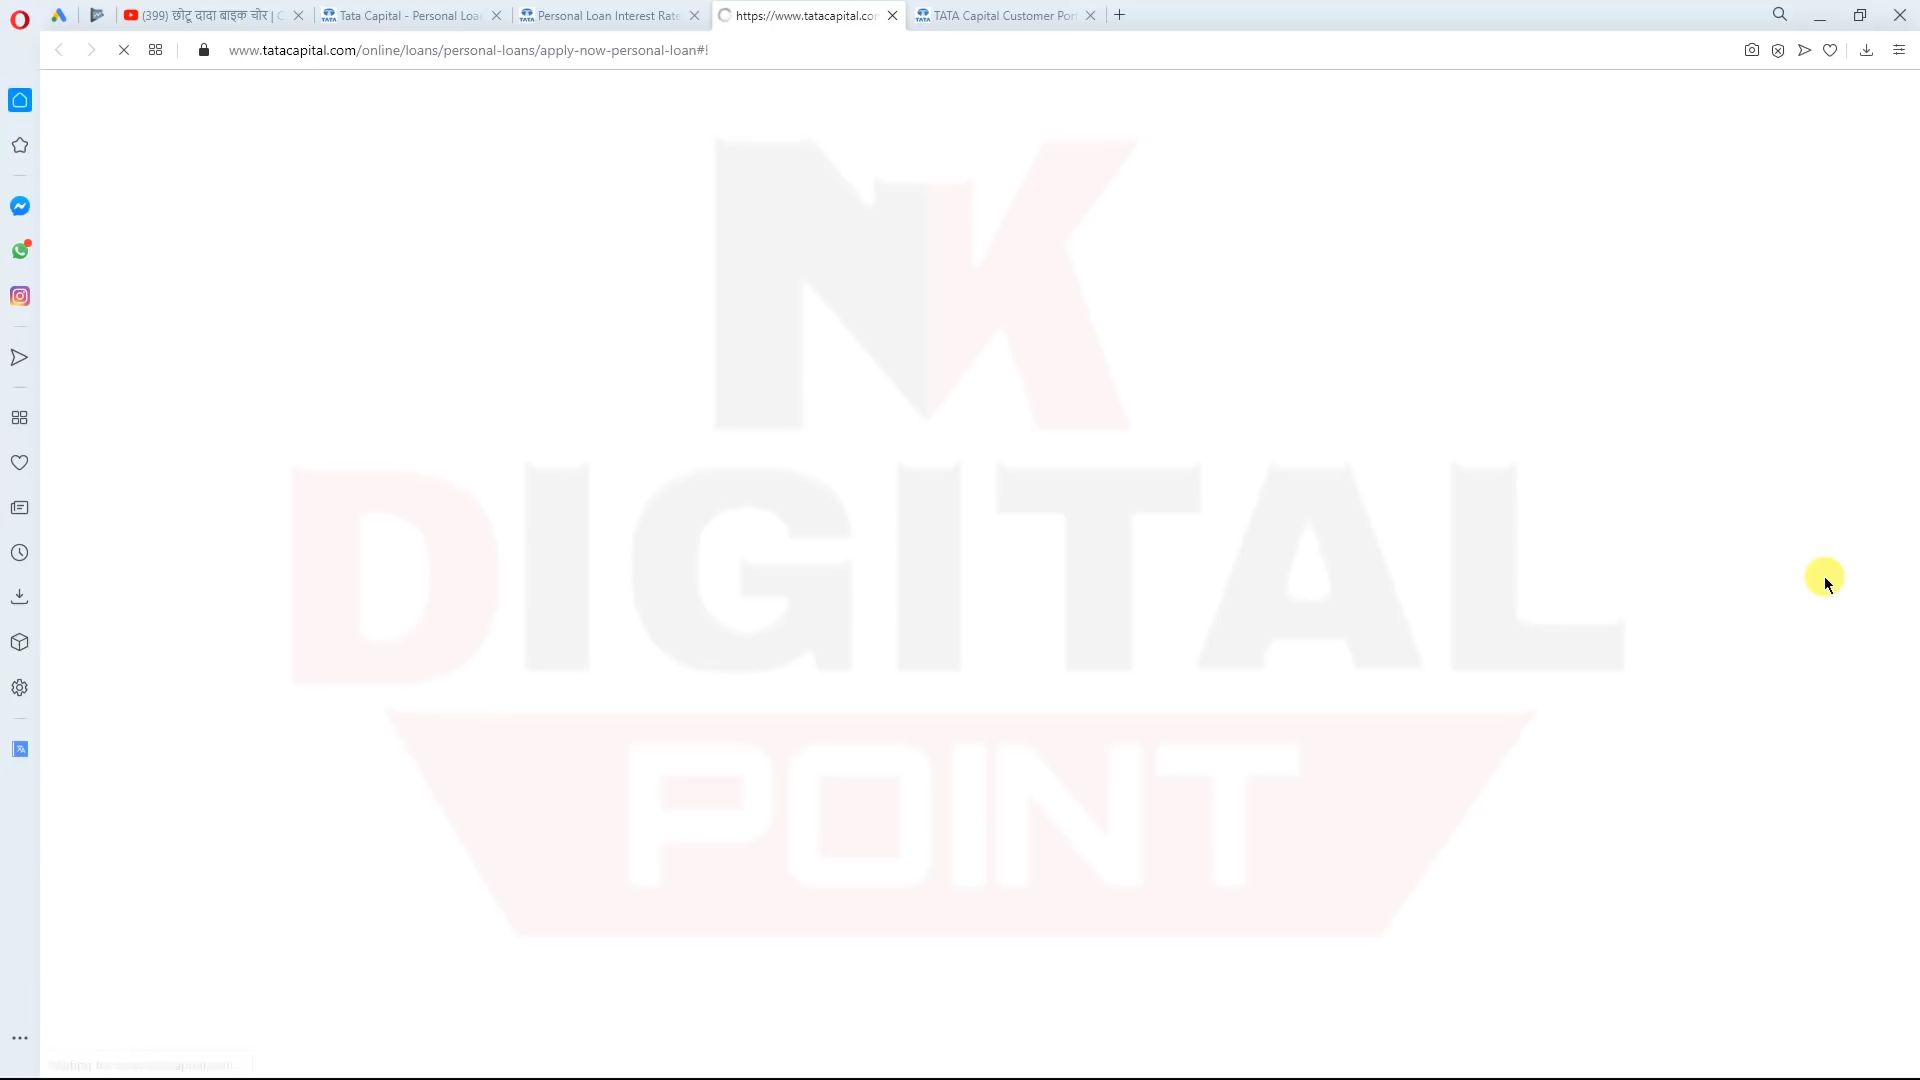 (399) छोटू दादा बाइक चोर | C
Tata Capital - Personal Loa
Personal Loan Interest Rate
https://www.tatacapital.com
TATA Capital Customer Por
www.tatacapital.com/online/loans/personal-loans/apply-now-personal-loan#!
NK
DIGITAL
POINT